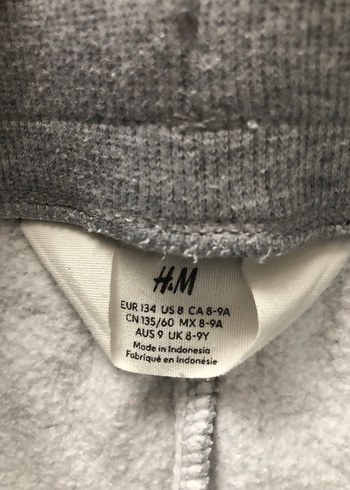 H&M
EUR 134 US 8 CA 8-9A
CN 135/60 MX 8-9A
AUS 9 UK 8-9Y
Made in Indonesia
Fabriqué en Indonésie